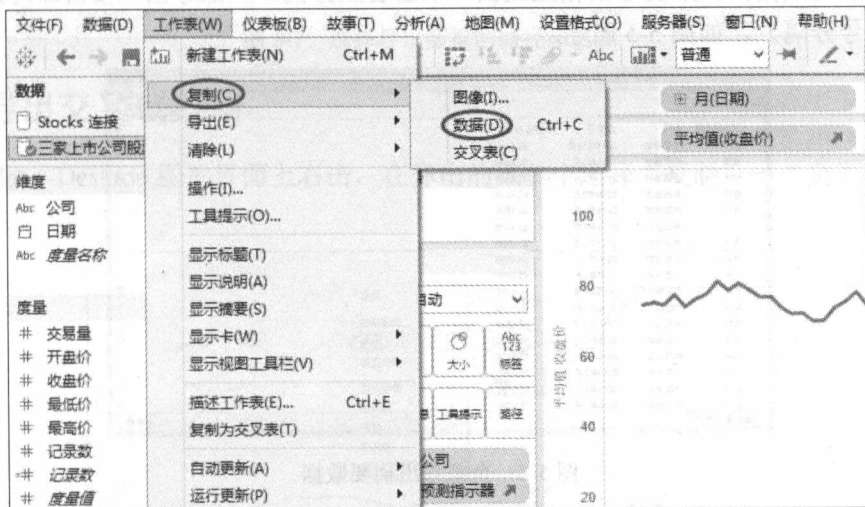 文件(F) 数据(D) 工作表(W) 仪表板(B) 故事(T) 分析(A) 地图(M) 设置格式(O) 服务器(S) 窗口(N) 帮助(H)
新建工作表(N) Ctrl+M
Abc 普通
数据
Stocks 连接
三家上市公司股
复制(C)
导出(E)
清除(L)
图像(I)...
数据(D) Ctrl+C
交叉表(C)
月(日期)
平均值(收盘价)
维度
Abc 公司
日期
Abc 度量名称
操作(I)...
工具提示(O)...
显示标题(T)
显示说明(A)
显示摘要(S)
显示卡(W)
显示视图工具栏(V)
描述工作表(E)... Ctrl+E
复制为交叉表(T)
自动更新(A)
运行更新(P)
度量
# 交易量
# 开盘价
# 收盘价
# 最低价
# 最高价
# 记录数
=# 记录数
# 度量值
自动
大小
Abc
123
标签
工具提示
路径
公司
预测指示器
平均值 收盘价
100
80
60
40
20